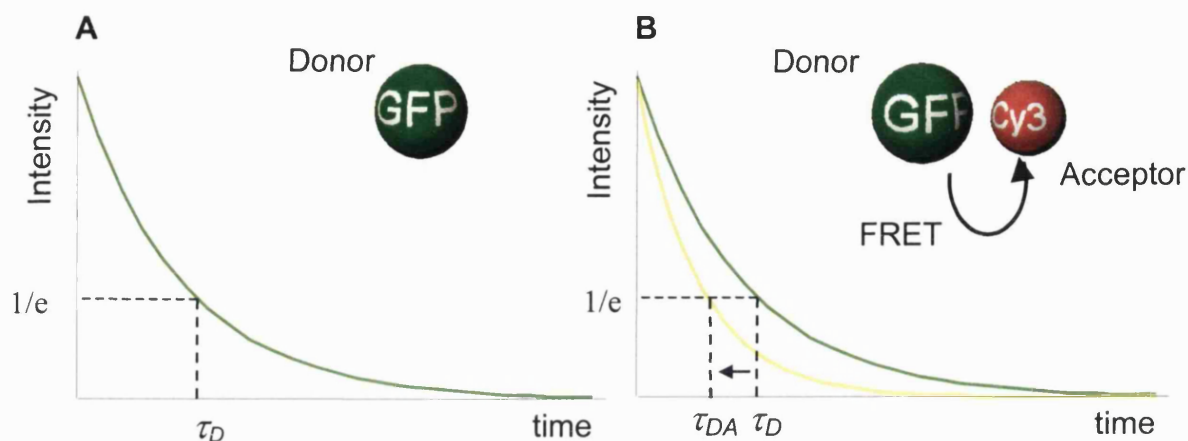 A
Donor
GFP
Intensity
1/e
τD
time
B
Donor
GFP
Cy3
Acceptor
FRET
Intensity
1/e
τDA τD
time